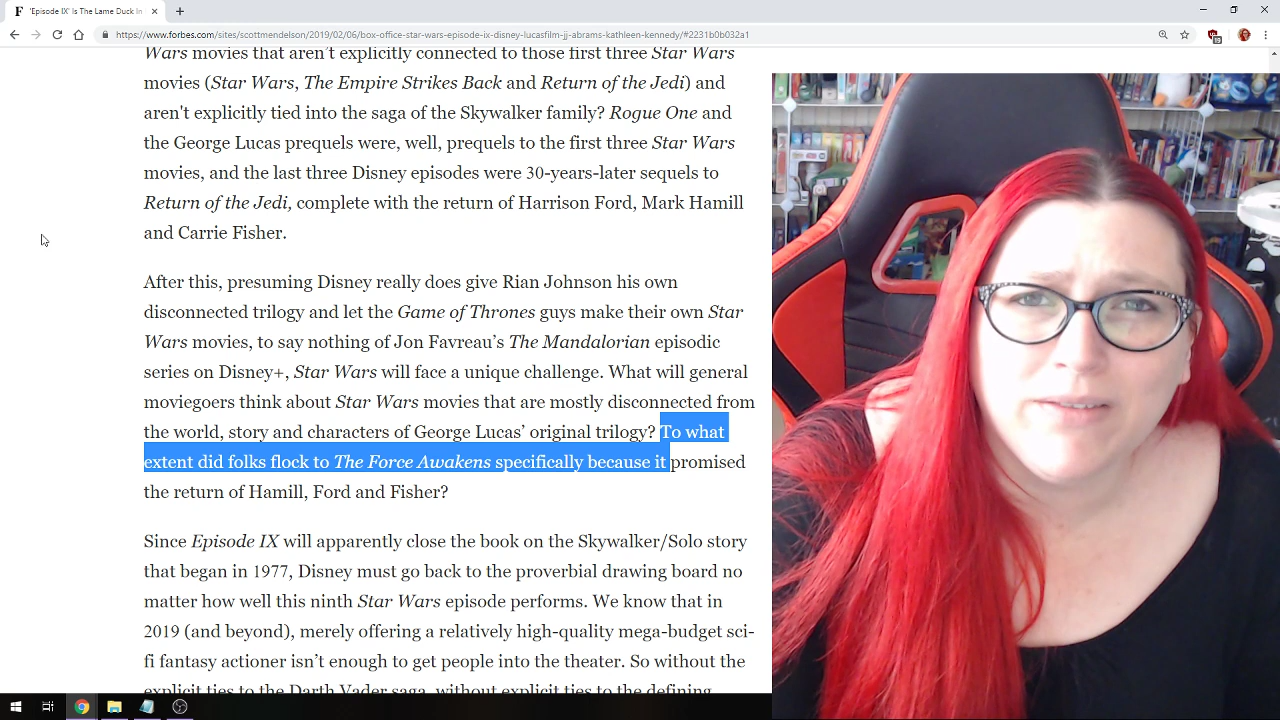 F 'Episode IX' Is The Lame Duck In
https://www.forbes.com/sites/scottmendelson/2019/02/06/box-office-star-wars-episode-ix-disney-lucasfilm-jj-abrams-kathleen-kennedy/#2231b0b032a1
Wars movies that aren't explicitly connected to those first three Star Wars
movies (Star Wars, The Empire Strikes Back and Return of the Jedi) and
aren't explicitly tied into the saga of the Skywalker family? Rogue One and
the George Lucas prequels were, well, prequels to the first three Star Wars
movies, and the last three Disney episodes were 30-years-later sequels to
Return of the Jedi, complete with the return of Harrison Ford, Mark Hamill
and Carrie Fisher.
After this, presuming Disney really does give Rian Johnson his own
disconnected trilogy and let the Game of Thrones guys make their own Star
Wars movies, to say nothing of Jon Favreau’s The Mandalorian episodic
series on Disney+, Star Wars will face a unique challenge. What will general
moviegoers think about Star Wars movies that are mostly disconnected from
the world, story and characters of George Lucas’ original trilogy? To what
extent did folks flock to The Force Awakens specifically because it promised
the return of Hamill, Ford and Fisher?
Since Episode IX will apparently close the book on the Skywalker/Solo story
that began in 1977, Disney must go back to the proverbial drawing board no
matter how well this ninth Star Wars episode performs. We know that in
2019 (and beyond), merely offering a relatively high-quality mega-budget sci-
fi fantasy actioner isn’t enough to get people into the theater. So without the
explicit ties to the Darth Vader saga, without explicit ties to the defining